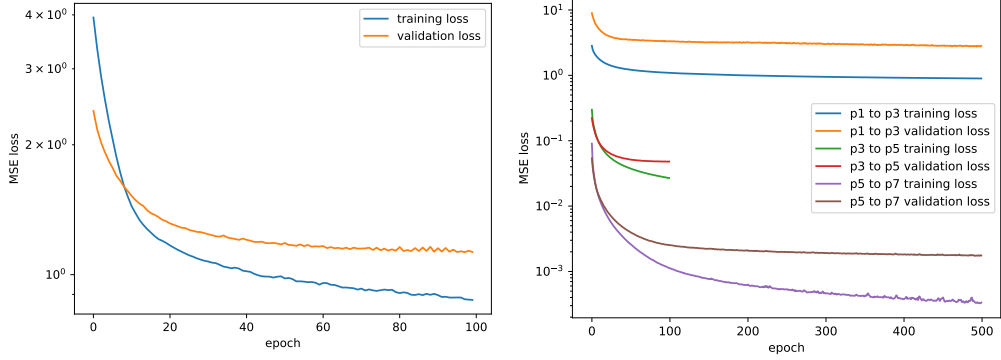 4 × 10⁰
3 × 10⁰
2 × 10⁰
10⁰
MSE loss
training loss
validation loss
0
20
40
60
80
100
epoch
10¹
10⁰
10⁻¹
10⁻²
10⁻³
MSE loss
p1 to p3 training loss
p1 to p3 validation loss
p3 to p5 training loss
p3 to p5 validation loss
p5 to p7 training loss
p5 to p7 validation loss
0
100
200
300
400
500
epoch